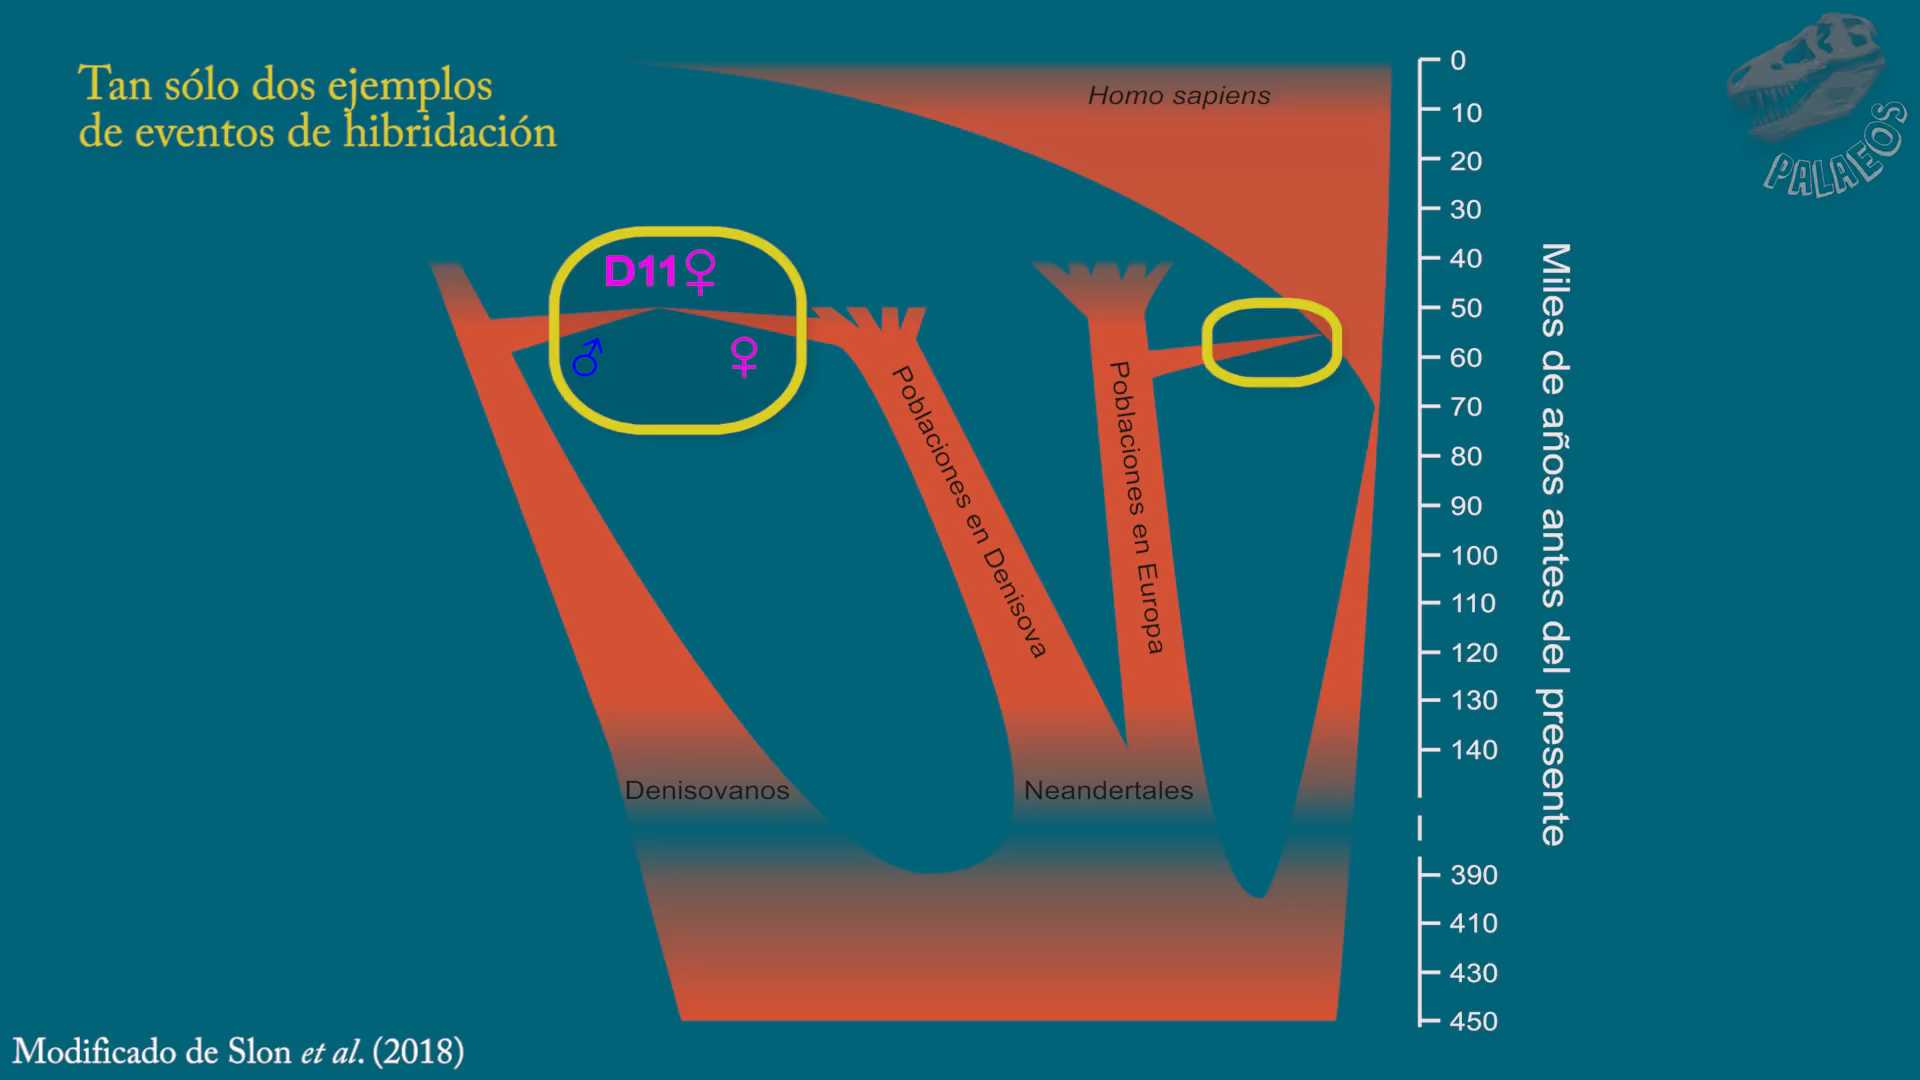 Tan sólo dos ejemplos
de eventos de hibridación
Homo sapiens
PALAEOS
D11♀
♂
♀
Poblaciones en Denisova
Poblaciones en Europa
Denisovanos
Neandertales
0
10
20
30
40
50
60
70
80
90
100
110
120
130
140
390
410
430
450
Miles de años antes del presente
Modificado de Slon et al. (2018)